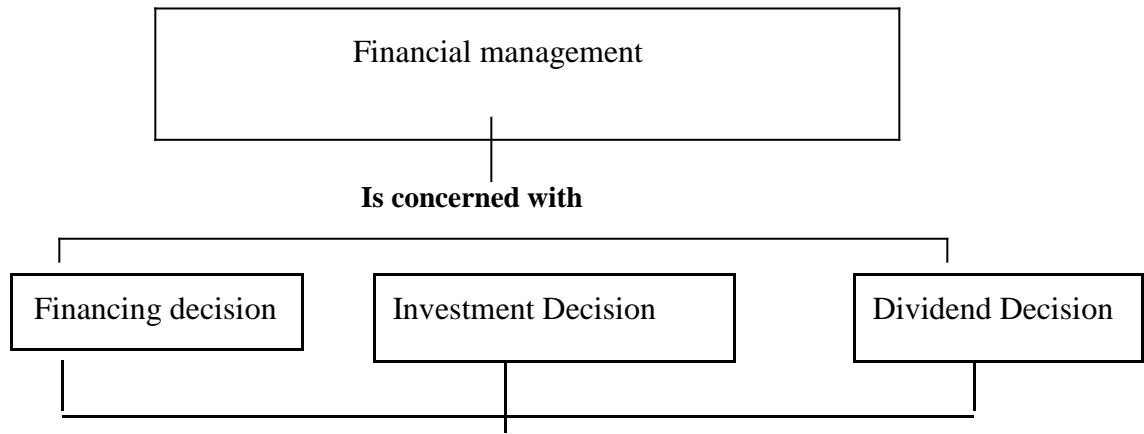 Financial management
Is concerned with
Financing decision
Investment Decision
Dividend Decision